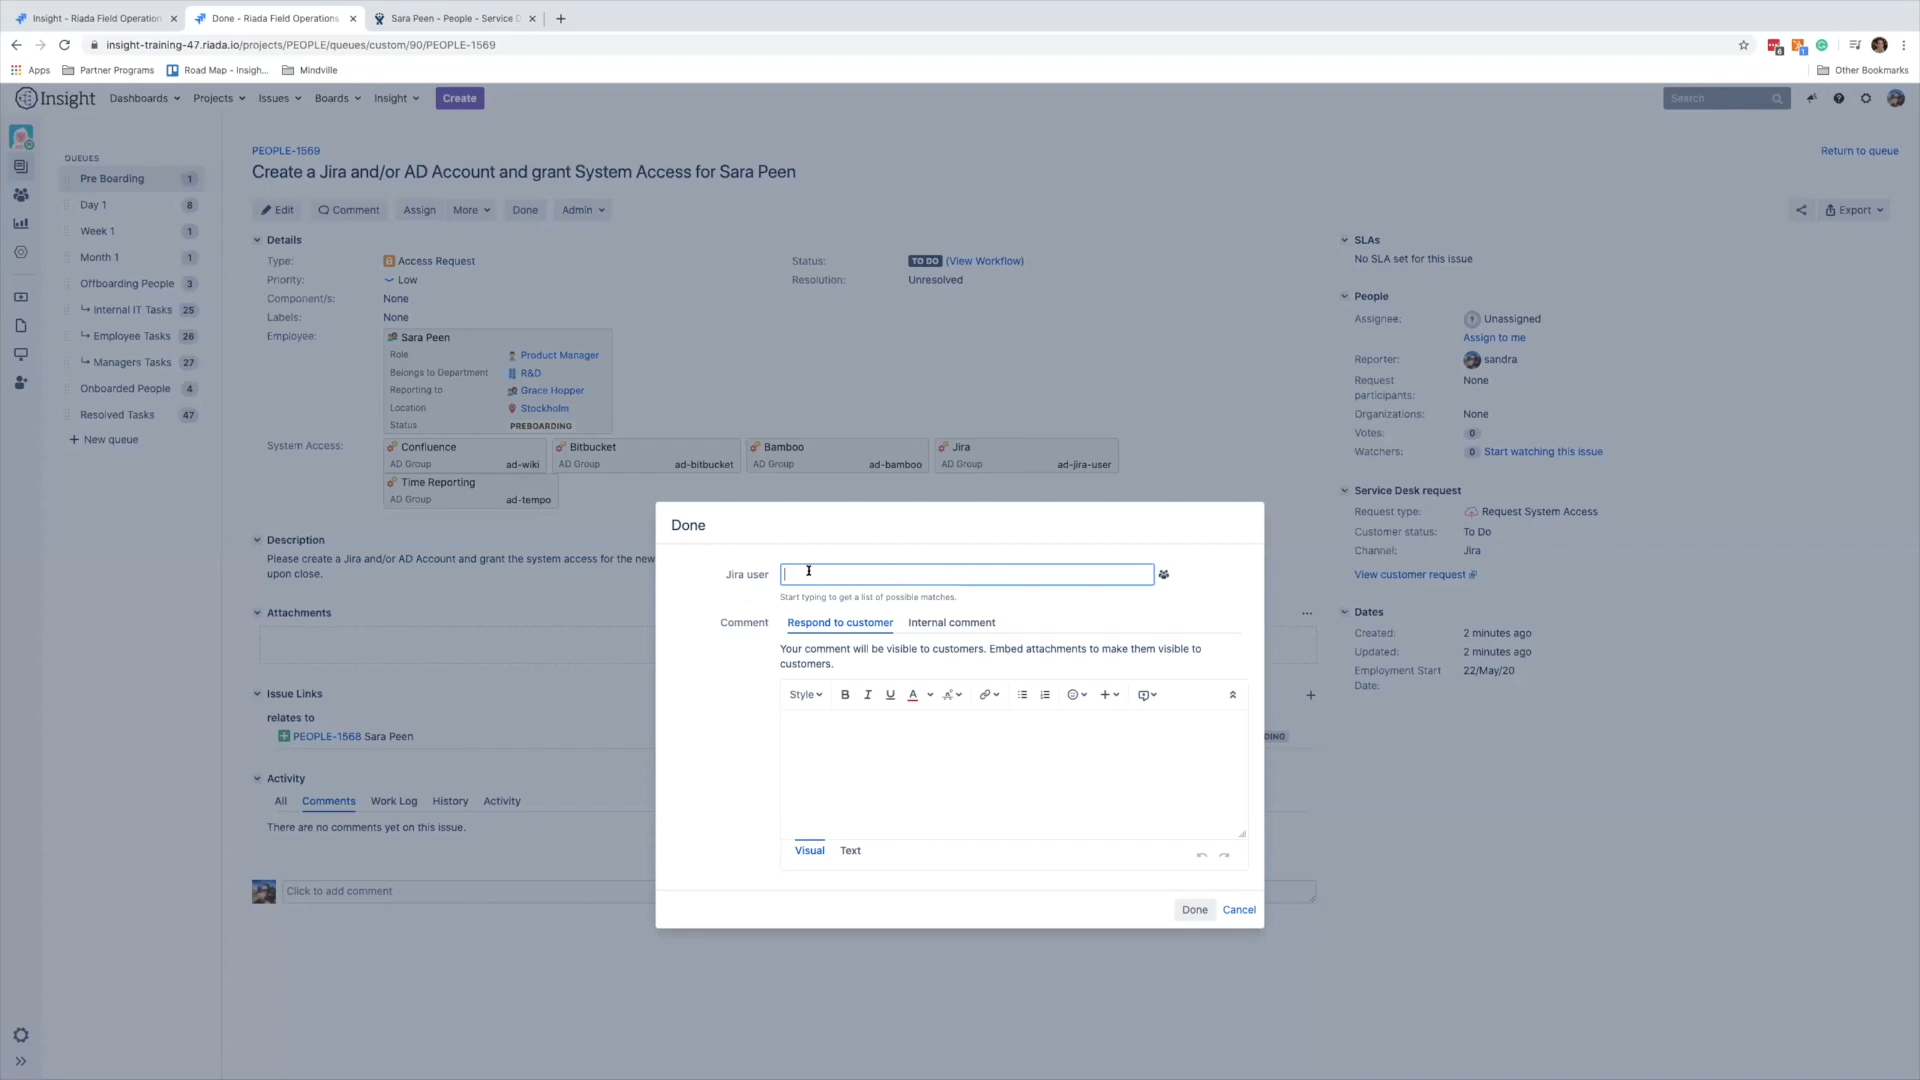 Insight - Riada Field Operation
Done - Riada Field Operations
Sara Peen - People - Service D
insight-training-47.riada.io/projects/PEOPLE/queues/custom/90/PEOPLE-1569
6
1
Apps
Partner Programs
Road Map - Insigh...
Mindville
Other Bookmarks
Insight
Dashboards
Projects
Issues
Boards
Insight
Create
Search
QUEUES
Pre Boarding 1
Day 1 8
Week 1 1
Month 1 1
Offboarding People 3
Internal IT Tasks 25
Employee Tasks 26
Managers Tasks 27
Onboarded People 4
Resolved Tasks 47
New queue
PEOPLE-1569
Return to queue
Create a Jira and/or AD Account and grant System Access for Sara Peen
Edit
Comment
Assign
More
Done
Admin
Export
Details
Type: Access Request
Status: TO DO (View Workflow)
Priority: Low
Resolution: Unresolved
Component/s: None
Labels: None
Employee: Sara Peen
Role Product Manager
Belongs to Department R&D
Reporting to Grace Hopper
Location Stockholm
Status PREBOARDING
System Access: Confluence
AD Group ad-wiki
Bitbucket
AD Group ad-bitbucket
Bamboo
AD Group ad-bamboo
Jira
AD Group ad-jira-user
Time Reporting
AD Group ad-tempo
Description
Please create a Jira and/or AD Account and grant the system access for the new
upon close.
Attachments
Issue Links
relates to
PEOPLE-1568 Sara Peen
DING
Activity
All
Comments
Work Log
History
Activity
There are no comments yet on this issue.
Click to add comment
SLAs
No SLA set for this issue
People
Assignee: Unassigned
Assign to me
Reporter: sandra
Request participants: None
Organizations: None
Votes: 0
Watchers: 0 Start watching this issue
Service Desk request
Request type: Request System Access
Customer status: To Do
Channel: Jira
View customer request
Dates
Created: 2 minutes ago
Updated: 2 minutes ago
Employment Start Date: 22/May/20
Done
Jira user
Start typing to get a list of possible matches.
Comment
Respond to customer
Internal comment
Your comment will be visible to customers. Embed attachments to make them visible to
customers.
Style
B
I
U
A
Visual
Text
Done
Cancel